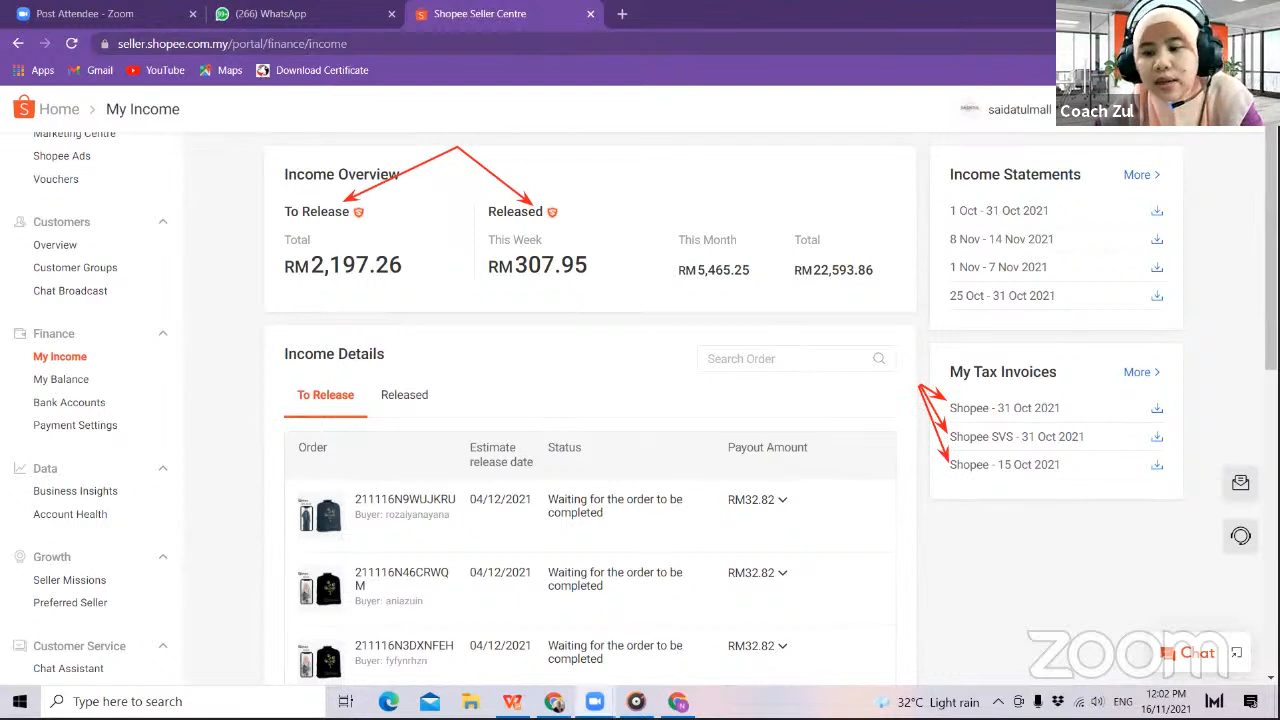 Post Attendee - Zoom
(266) WhatsApp
Shopee Seller Centre
seller.shopee.com.my/portal/finance/income
Apps
Gmail
YouTube
Maps
Download Certificate
Coach Zul
Home
My Income
saidatulmall
Marketing Centre
Shopee Ads
Vouchers
Customers
Overview
Customer Groups
Chat Broadcast
Finance
My Income
My Balance
Bank Accounts
Payment Settings
Data
Business Insights
Account Health
Growth
Seller Missions
Preferred Seller
Customer Service
Chat Assistant
Income Overview
To Release
Released
Total
This Week
This Month
Total
RM2,197.26
RM307.95
RM5,465.25
RM22,593.86
Income Details
Search Order
To Release
Released
Order
Estimate release date
Status
Payout Amount
211116N9WUJKRU
Buyer: rozaiyanayana
04/12/2021
Waiting for the order to be
completed
RM32.82
211116N46CRWQ
M
Buyer: aniazuin
04/12/2021
Waiting for the order to be
completed
RM32.82
211116N3DXNFEH
Buyer: fyfynrhzn
04/12/2021
Waiting for the order to be
completed
RM32.82
Income Statements
More
1 Oct - 31 Oct 2021
8 Nov - 14 Nov 2021
1 Nov - 7 Nov 2021
25 Oct - 31 Oct 2021
My Tax Invoices
More
Shopee - 31 Oct 2021
Shopee SVS - 31 Oct 2021
Shopee - 15 Oct 2021
zoom
Chat
Type here to search
32°C Light rain
ENG
12:02 PM
16/11/2021